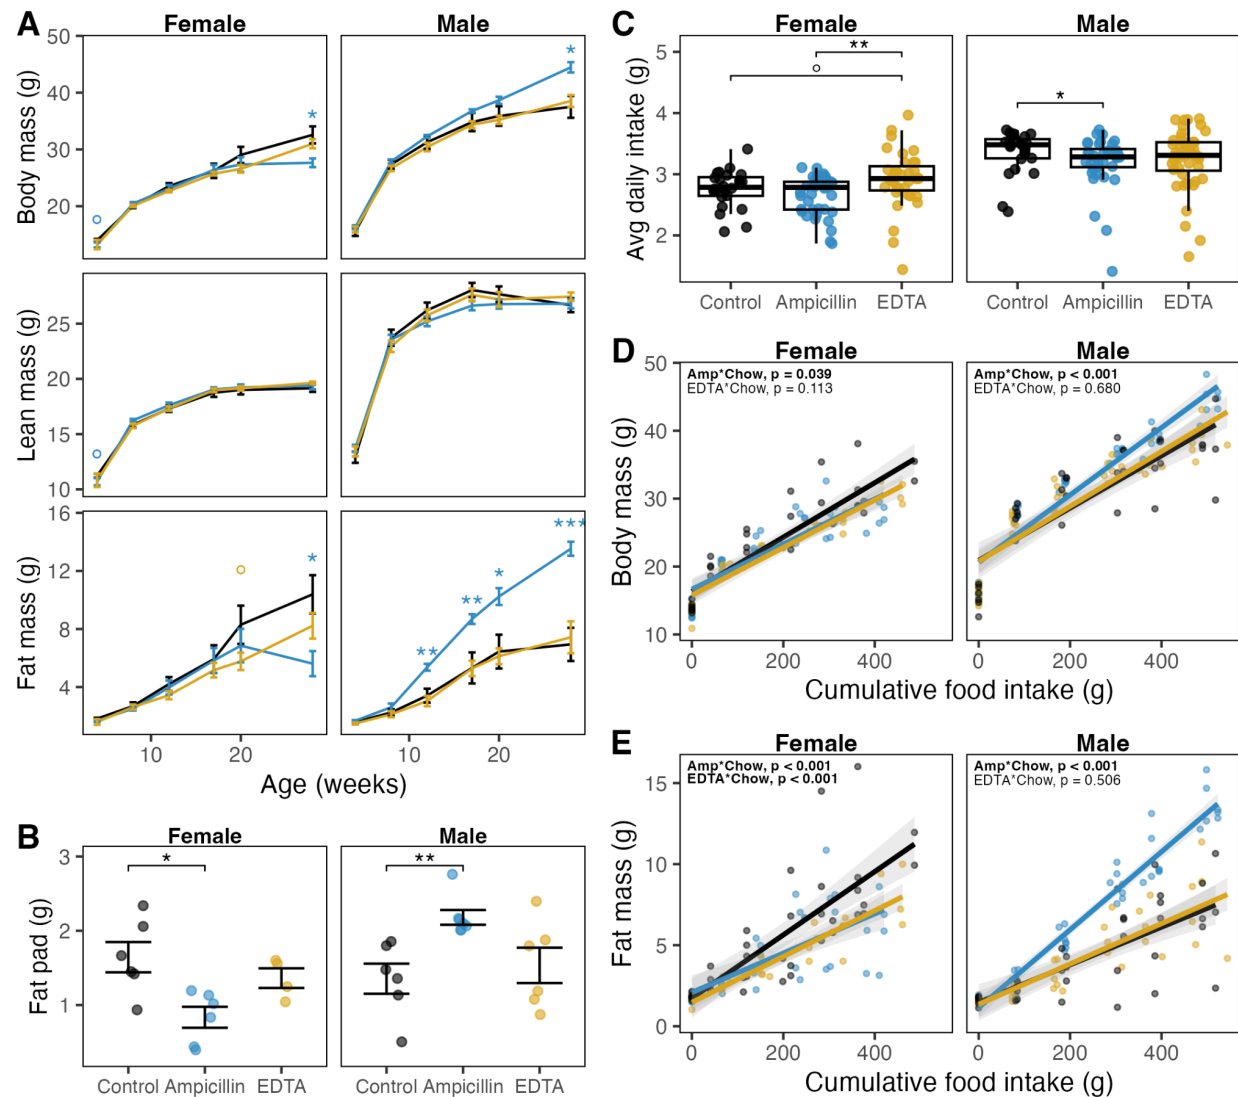 A
Female
Male
Body mass (g)
50
40
30
20
*
*
Lean mass (g)
25
20
15
10
Fat mass (g)
16
12
8
4
*
**
**
*
***
10
20
10
20
Age (weeks)
B
Female
Male
Fat pad (g)
3
2
1
*
**
Control
Ampicillin
EDTA
Control
Ampicillin
EDTA
C
Female
Male
Avg daily intake (g)
5
4
3
2
**
*
Control
Ampicillin
EDTA
Control
Ampicillin
EDTA
D
Female
Male
Body mass (g)
50
40
30
20
10
Amp*Chow, p = 0.039
EDTA*Chow, p = 0.113
Amp*Chow, p < 0.001
EDTA*Chow, p = 0.680
0
200
400
0
200
400
Cumulative food intake (g)
E
Female
Male
Fat mass (g)
15
10
5
0
Amp*Chow, p < 0.001
EDTA*Chow, p < 0.001
Amp*Chow, p < 0.001
EDTA*Chow, p = 0.506
0
200
400
0
200
400
Cumulative food intake (g)